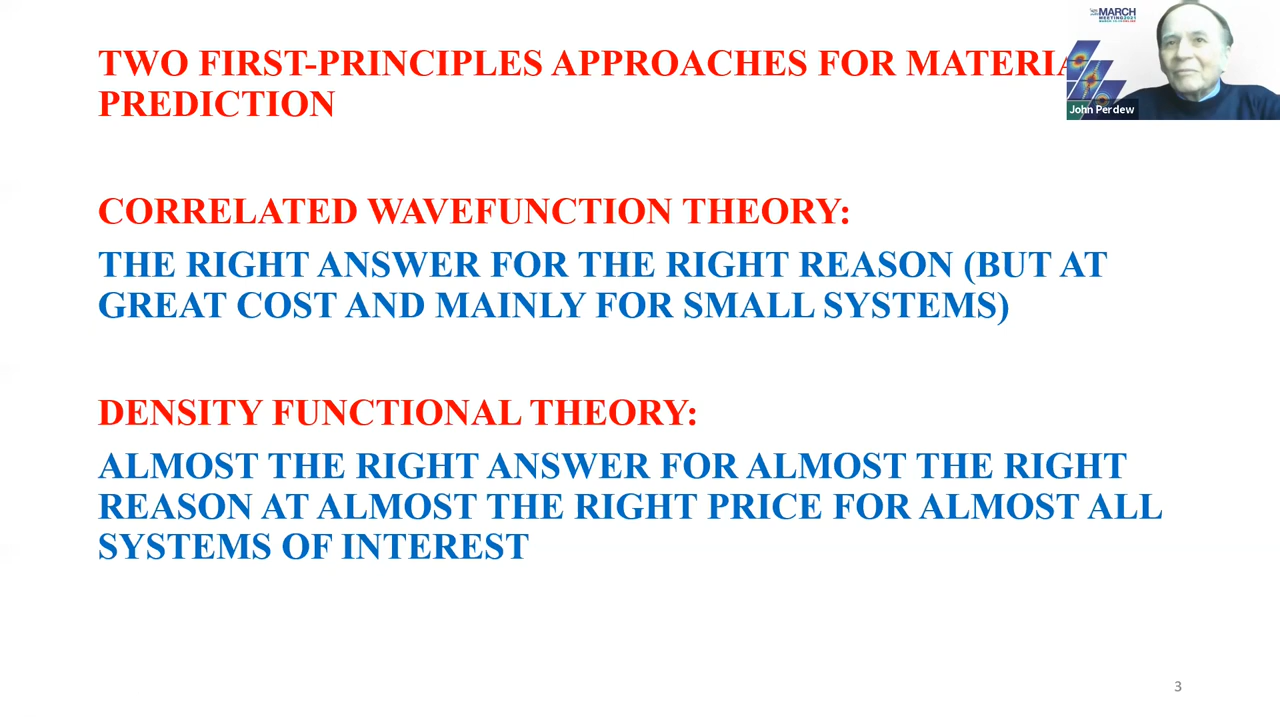 TWO FIRST-PRINCIPLES APPROACHES FOR
PREDICTION
CORRELATED WAVEFUNCTION THEORY:
THE RIGHT ANSWER FOR THE RIGHT REASON (BUT AT
GREAT COST AND MAINLY FOR SMALL SYSTEMS)
DENSITY FUNCTIONAL THEORY:
ALMOST THE RIGHT ANSWER FOR ALMOST THE RIGHT
REASON AT ALMOST THE RIGHT PRICE FOR ALMOST ALL
SYSTEMS OF INTEREST
MARCH
MEETING2021
John Perdew
3